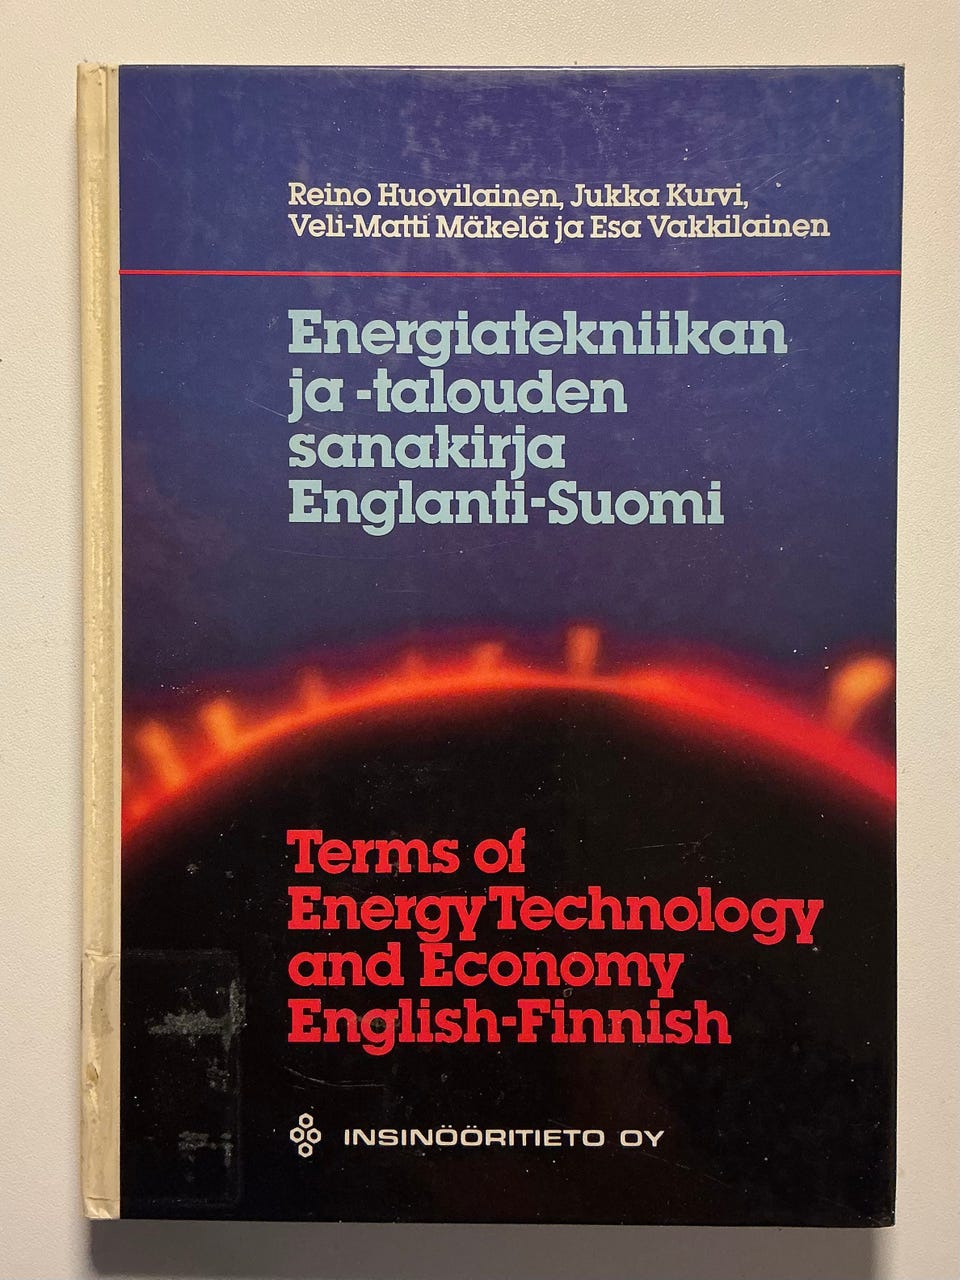 Reino Huovilainen, Jukka Kurvi,
Veli-Matti Mäkelä ja Esa Vakkilainen
Energiatekniikan
ja -talouden
sanakirja
Englanti-Suomi
Terms of
Energy Technology
and Economy
English-Finnish
INSINÖÖRITIETO OY